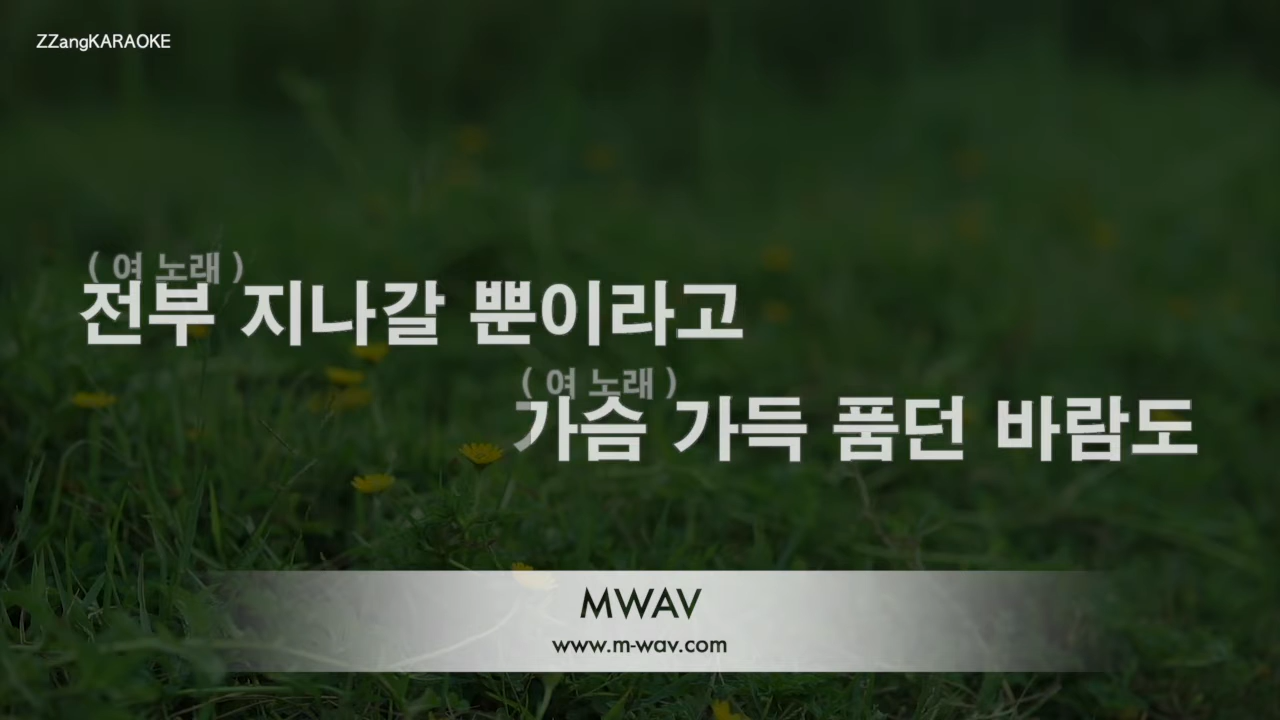 ZZangKARAOKE
( 여 노래 )
전부 지나갈 뿐이라고
( 여 노래 )
가슴 가득 품던 바람도
MWAV
www.m-wav.com